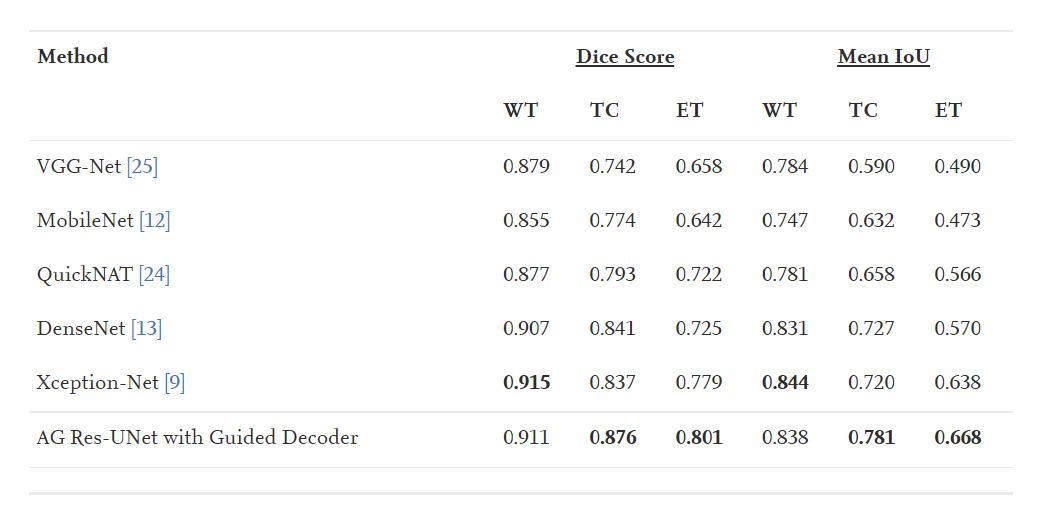 Method Dice Score Mean IoU
WT TC ET WT TC ET
VGG-Net [25] 0.879 0.742 0.658 0.784 0.590 0.490
MobileNet [12] 0.855 0.774 0.642 0.747 0.632 0.473
QuickNAT [24] 0.877 0.793 0.722 0.781 0.658 0.566
DenseNet [13] 0.907 0.841 0.725 0.831 0.727 0.570
Xception-Net [9] 0.915 0.837 0.779 0.844 0.720 0.638
AG Res-UNet with Guided Decoder 0.911 0.876 0.801 0.838 0.781 0.668